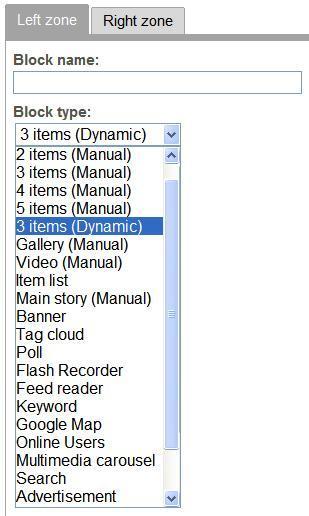 Left zone Right zone
Block name:
Block type:
3 items (Dynamic)
2 items (Manual)
3 items (Manual)
4 items (Manual)
5 items (Manual)
3 items (Dynamic)
Gallery (Manual)
Video (Manual)
Item list
Main story (Manual)
Banner
Tag cloud
Poll
Flash Recorder
Feed reader
Keyword
Google Map
Online Users
Multimedia carousel
Search
Advertisement